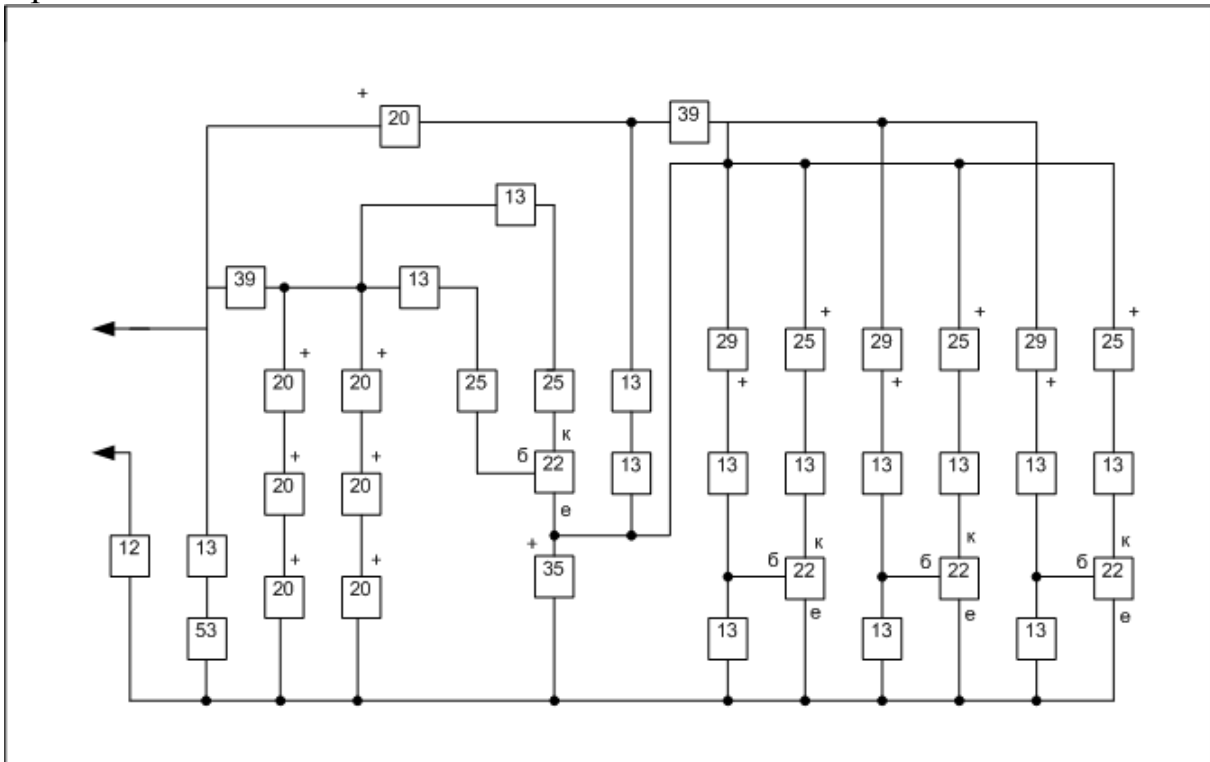 +
20 39
13
39 13
+ +
+ + 29 25 29 25 29 25
20 20 25 25 13 + + +
к
+ + б 22 13 13 13 13 13 13 13
20 20
е
+ к к к
12 13 + + 35 б 22 б 22 б 22
20 20
е е е
53 13 13 13